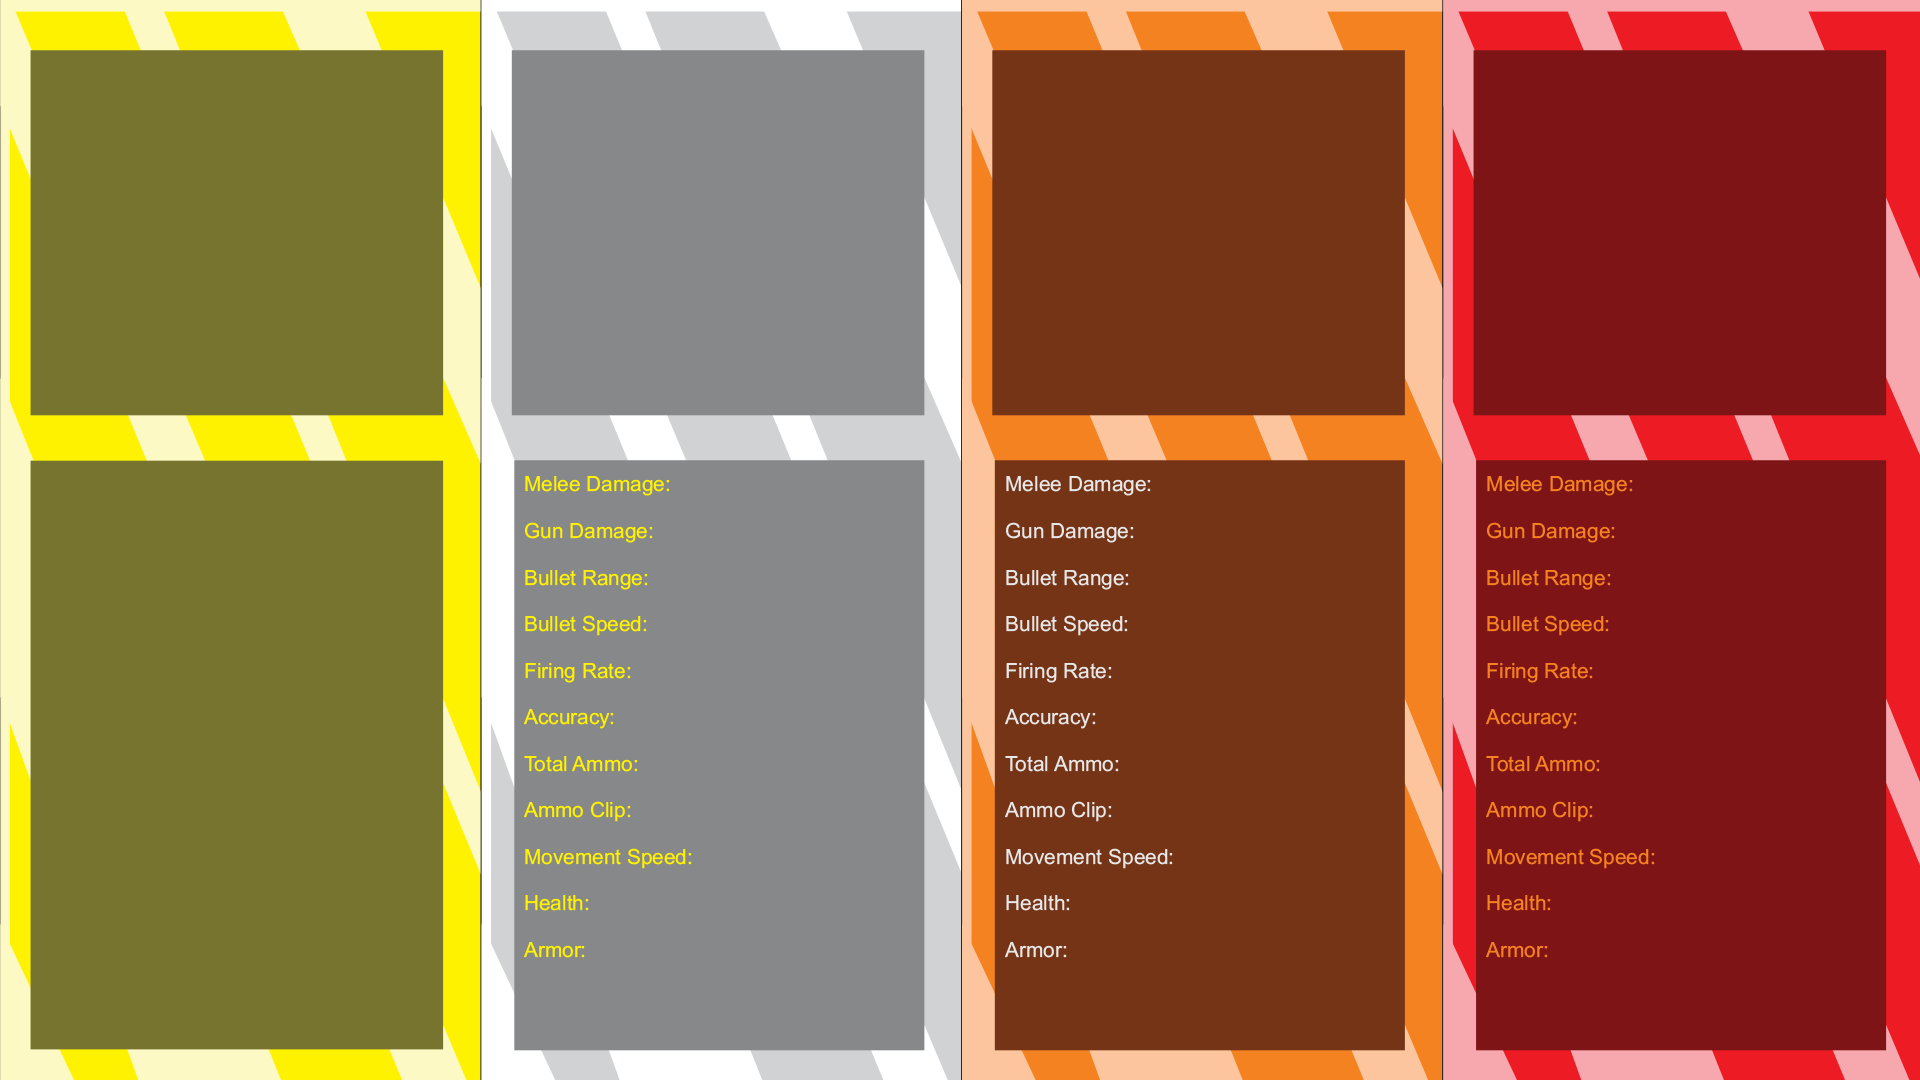 Melee Damage:
Gun Damage:
Bullet Range:
Bullet Speed:
Firing Rate:
Accuracy:
Total Ammo:
Ammo Clip:
Movement Speed:
Health:
Armor:
Melee Damage:
Gun Damage:
Bullet Range:
Bullet Speed:
Firing Rate:
Accuracy:
Total Ammo:
Ammo Clip:
Movement Speed:
Health:
Armor:
Melee Damage:
Gun Damage:
Bullet Range:
Bullet Speed:
Firing Rate:
Accuracy:
Total Ammo:
Ammo Clip:
Movement Speed:
Health:
Armor: